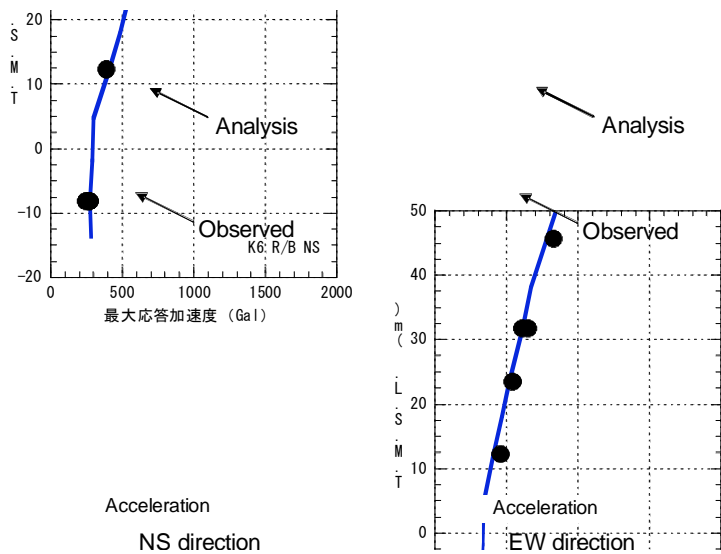 .S.M.T
20
10
0
-10
-20
0 500 1000 1500 2000
最大応答加速度 (Gal)
Analysis
Observed
K6 R/B NS
Acceleration
NS direction
Analysis
Observed
50
40
30
20
10
0
)m( .L.S.M.T
Acceleration
EW direction